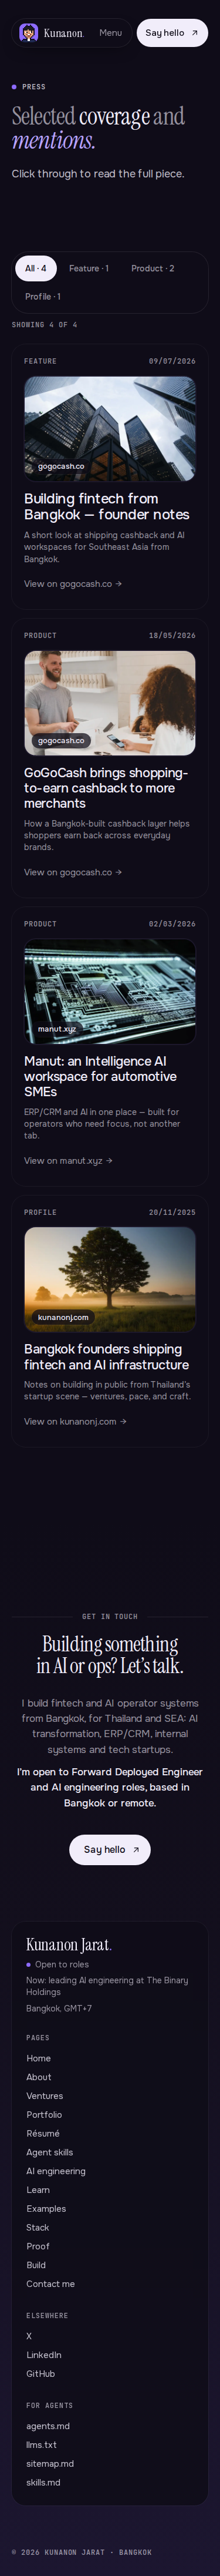 Kunanon.
Menu
Say hello ↗
PRESS
Selected coverage and
mentions.
Click through to read the full piece.
All · 4
Feature · 1
Product · 2
Profile · 1
SHOWING 4 OF 4
FEATURE
09/07/2026
gogocash.co
Building fintech from
Bangkok — founder notes
A short look at shipping cashback and AI
workspaces for Southeast Asia from
Bangkok.
View on gogocash.co →
PRODUCT
18/05/2026
gogocash.co
GoGoCash brings shopping-
to-earn cashback to more
merchants
How a Bangkok-built cashback layer helps
shoppers earn back across everyday
brands.
View on gogocash.co →
PRODUCT
02/03/2026
manut.xyz
Manut: an Intelligence AI
workspace for automotive
SMEs
ERP/CRM and AI in one place — built for
operators who need focus, not another
tab.
View on manut.xyz →
PROFILE
20/11/2025
kunanonj.com
Bangkok founders shipping
fintech and AI infrastructure
Notes on building in public from Thailand's
startup scene — ventures, pace, and craft.
View on kunanonj.com →
GET IN TOUCH
Building something
in AI or ops? Let's talk.
I build fintech and AI operator systems
from Bangkok, for Thailand and SEA: AI
transformation, ERP/CRM, internal
systems and tech startups.
I'm open to Forward Deployed Engineer
and AI engineering roles, based in
Bangkok or remote.
Say hello ↗
Kunanon Jarat.
Open to roles
Now: leading AI engineering at The Binary
Holdings
Bangkok, GMT+7
PAGES
Home
About
Ventures
Portfolio
Résumé
Agent skills
AI engineering
Learn
Examples
Stack
Proof
Build
Contact me
ELSEWHERE
X
LinkedIn
GitHub
FOR AGENTS
agents.md
llms.txt
sitemap.md
skills.md
© 2026 KUNANON JARAT · BANGKOK